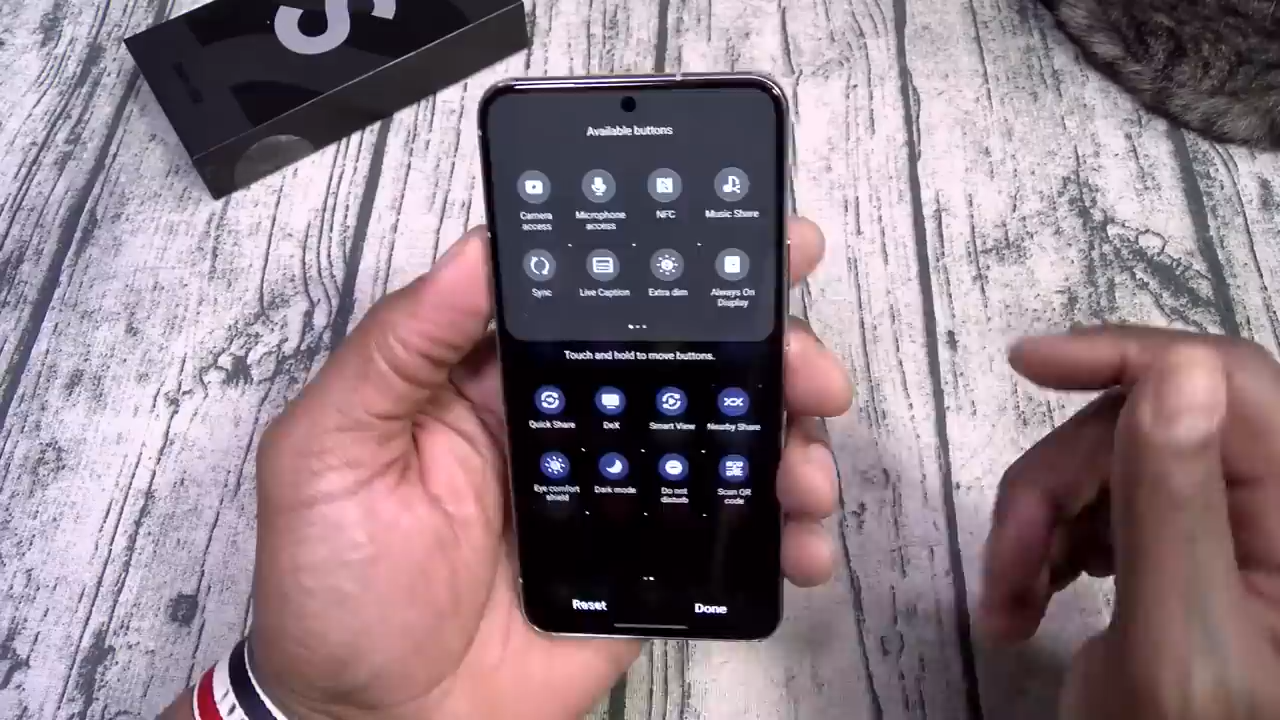 S
Available buttons
Camera access
Microphone access
NFC
Music Share
Sync
Live Caption
Extra dim
Always On Display
Touch and hold to move buttons.
Quick Share
DeX
Smart View
Nearby Share
Eye comfort shield
Dark mode
Do not disturb
Scan QR code
Reset
Done